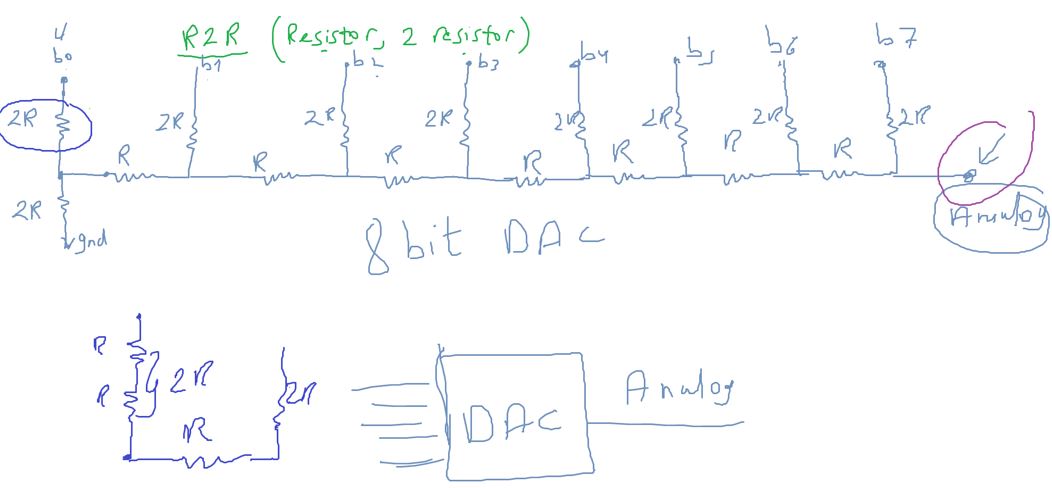 R2R (Resistor, 2 resistor)
b0 b1 b2 b3 b4 b5 b6 b7
2R 2R 2R 2R 2R 2R 2R 2R
R R R R R R R
2R
gnd
Analog
8 bit DAC
R
R
2R
2R
R
DAC
Analog